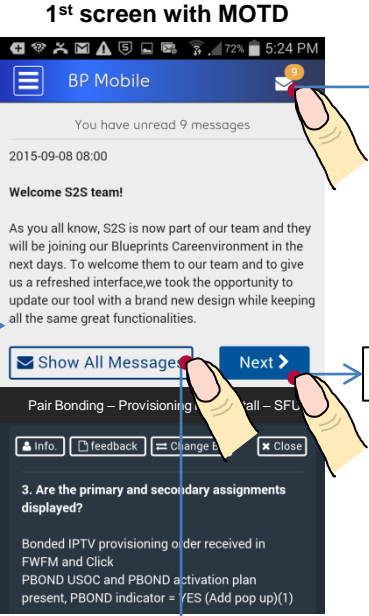 1st screen with MOTD
72% 5:24 PM
BP Mobile
9
You have unread 9 messages
2015-09-08 08:00
Welcome S2S team!
As you all know, S2S is now part of our team and they
will be joining our Blueprints Careenvironment in the
next days. To welcome them to our team and to give
us a refreshed interface,we took the opportunity to
update our tool with a brand new design while keeping
all the same great functionalities.
Show All Messages Next
Pair Bonding – Provisioning – SFU
Info. feedback Change Close
3. Are the primary and secondary assignments
displayed?
Bonded IPTV provisioning order received in
FWFM and Click
PBOND USOC and PBOND activation plan
present, PBOND indicator = YES (Add pop up)(1)